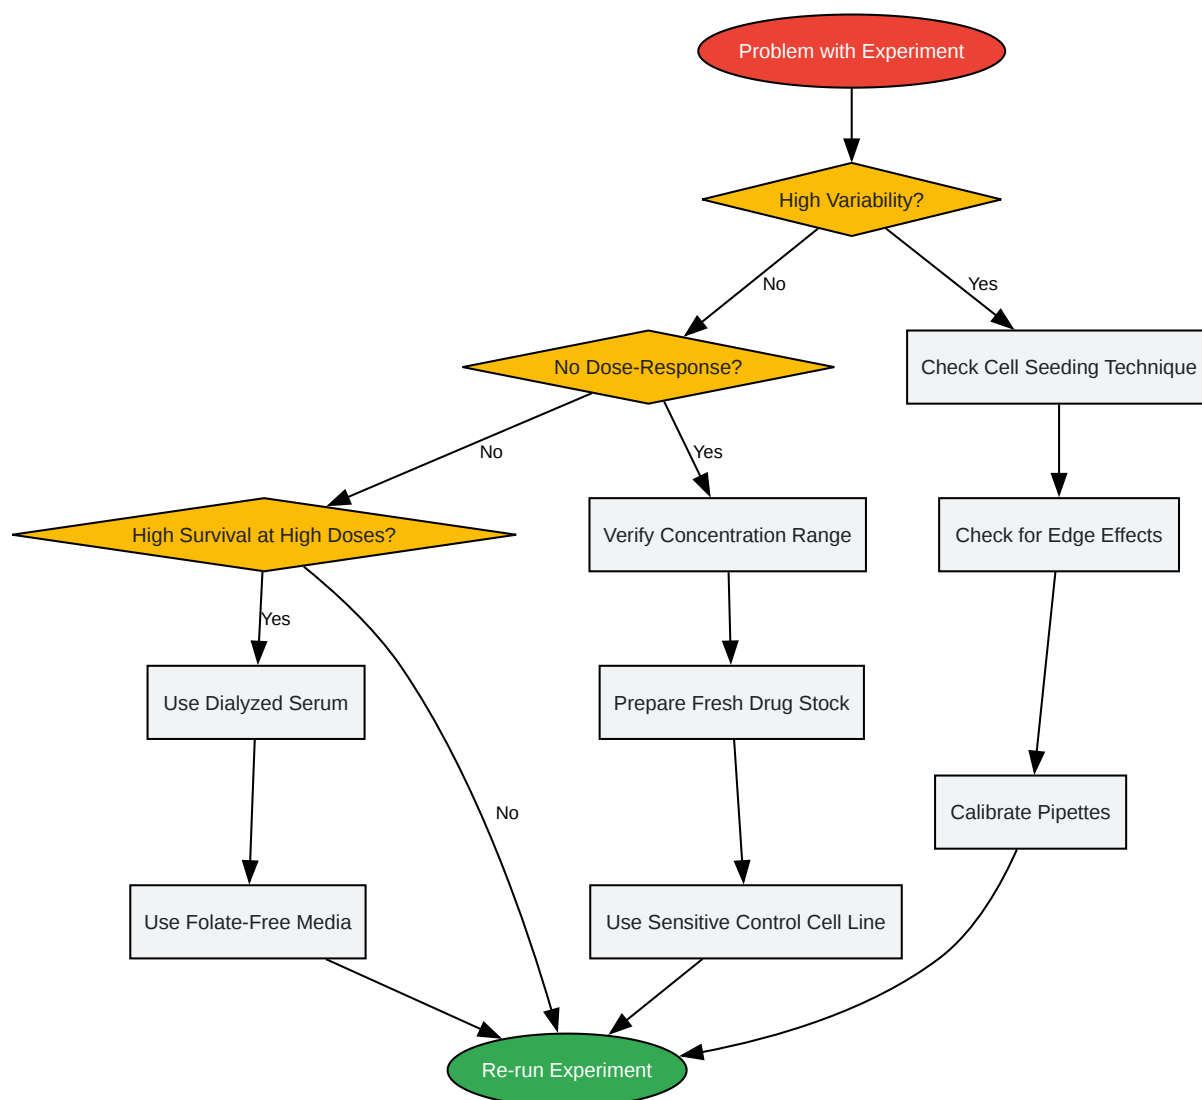 Problem with Experiment
High Variability?
No
Yes
No Dose-Response?
Check Cell Seeding Technique
No
Yes
High Survival at High Doses?
Verify Concentration Range
Check for Edge Effects
Yes
Use Dialyzed Serum
Prepare Fresh Drug Stock
No
Calibrate Pipettes
Use Folate-Free Media
Use Sensitive Control Cell Line
Re-run Experiment